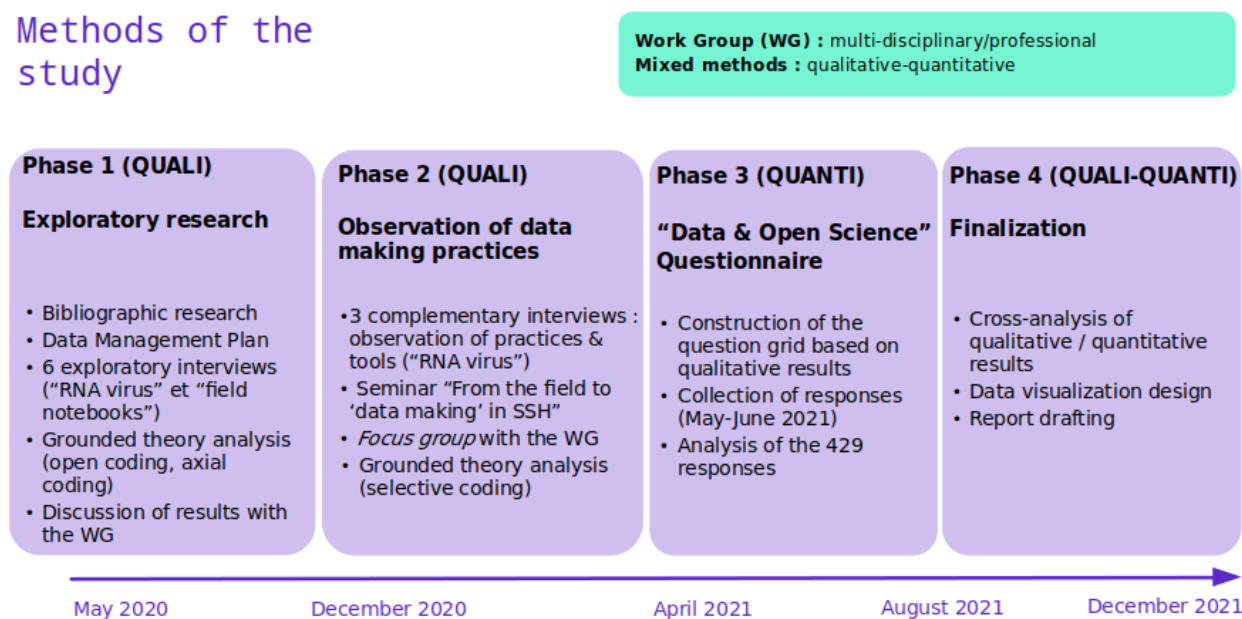 Methods of the
study
Work Group (WG) : multi-disciplinary/professional
Mixed methods : qualitative-quantitative
Phase 1 (QUALI)
Exploratory research
• Bibliographic research
• Data Management Plan
• 6 exploratory interviews
(“RNA virus” et “field
notebooks”)
• Grounded theory analysis
(open coding, axial
coding)
• Discussion of results with
the WG
Phase 2 (QUALI)
Observation of data
making practices
•3 complementary interviews :
observation of practices &
tools (“RNA virus”)
• Seminar “From the field to
‘data making’ in SSH”
• Focus group with the WG
• Grounded theory analysis
(selective coding)
Phase 3 (QUANTI)
“Data & Open Science”
Questionnaire
• Construction of the
question grid based on
qualitative results
• Collection of responses
(May-June 2021)
• Analysis of the 429
responses
Phase 4 (QUALI-QUANTI)
Finalization
• Cross-analysis of
qualitative / quantitative
results
• Data visualization design
• Report drafting
May 2020
December 2020
April 2021
August 2021
December 2021